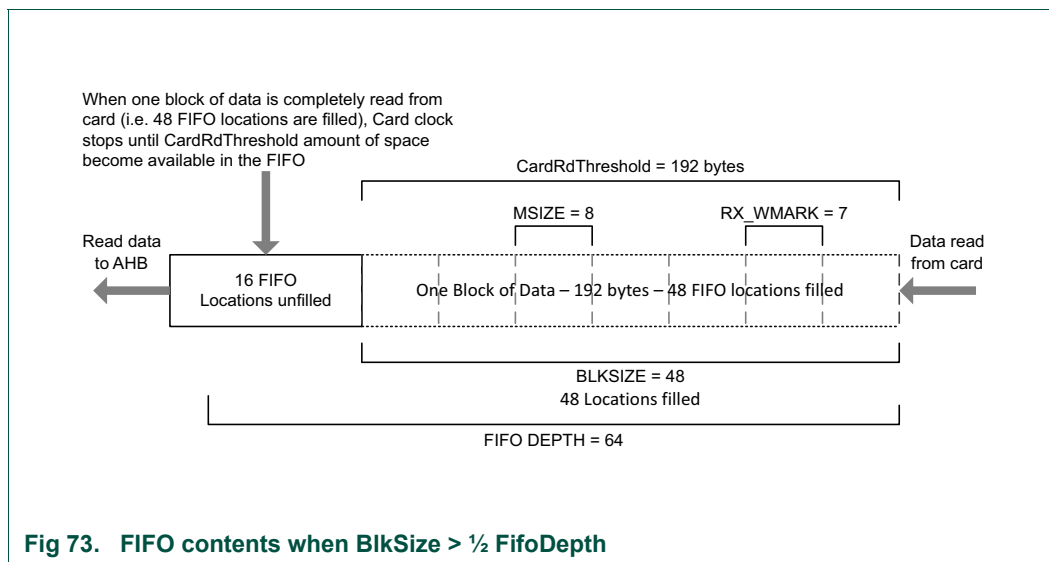 When one block of data is completely read from
card (i.e. 48 FIFO locations are filled), Card clock
stops until CardRdThreshold amount of space
become available in the FIFO
CardRdThreshold = 192 bytes
MSIZE = 8
RX_WMARK = 7
Read data
to AHB
16 FIFO
Locations unfilled
One Block of Data – 192 bytes – 48 FIFO locations filled
Data read
from card
BLKSIZE = 48
48 Locations filled
FIFO DEPTH = 64
Fig 73. FIFO contents when BlkSize > ½ FifoDepth